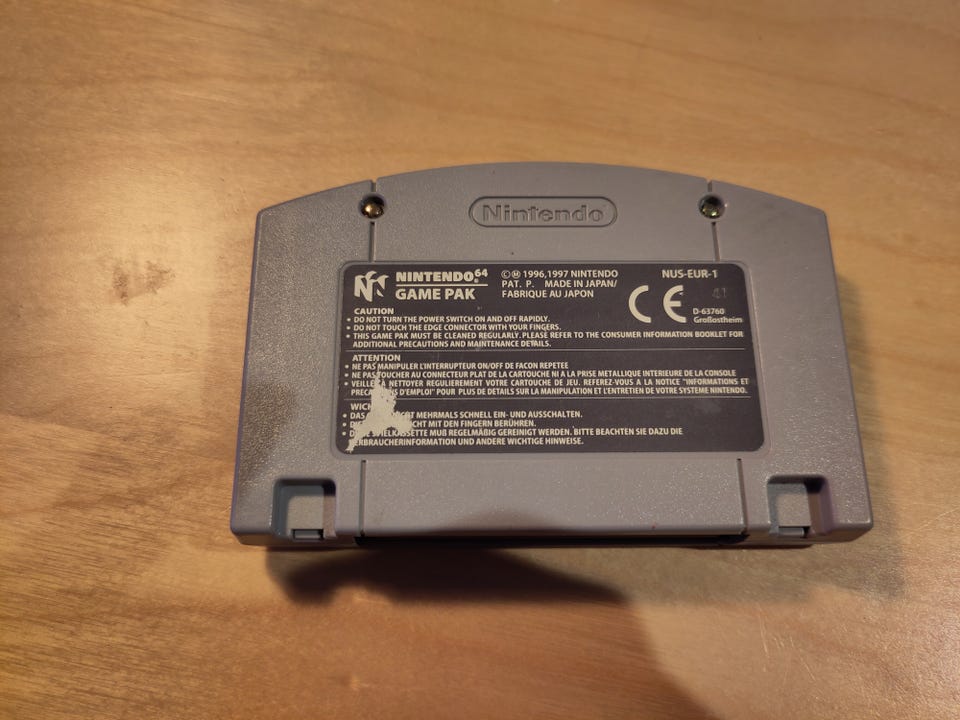 Nintendo
NINTENDO64
GAME PAK
©Ⓜ 1996,1997 NINTENDO
PAT. P. MADE IN JAPAN/
FABRIQUE AU JAPON
NUS-EUR-1
CE
41
D-63760
Großostheim
CAUTION
• DO NOT TURN THE POWER SWITCH ON AND OFF RAPIDLY.
• DO NOT TOUCH THE EDGE CONNECTOR WITH YOUR FINGERS.
• THIS GAME PAK MUST BE CLEANED REGULARLY. PLEASE REFER TO THE CONSUMER INFORMATION BOOKLET FOR
ADDITIONAL PRECAUTIONS AND MAINTENANCE DETAILS.
ATTENTION
• NE PAS MANIPULER L'INTERRUPTEUR ON/OFF DE FACON REPETEE
• NE PAS TOUCHER AU CONNECTEUR PLAT DE LA CARTOUCHE NI A LA PRISE METALLIQUE INTERIEURE DE LA CONSOLE
• VEILLEZ A NETTOYER REGULIEREMENT VOTRE CARTOUCHE DE JEU. REFEREZ-VOUS A LA NOTICE "INFORMATIONS ET
D'EMPLOI" POUR PLUS DE DETAILS SUR LA MANIPULATION ET L'ENTRETIEN DE VOTRE SYSTEME NINTENDO.
• DAS MEHRMALS SCHNELL EIN- UND AUSSCHALTEN.
• MIT DEN FINGERN BERÜHREN.
• SPIELKASSETTE MUß REGELMÄßIG GEREINIGT WERDEN. BITTE BEACHTEN SIE DAZU DIE
VERBRAUCHERINFORMATION UND ANDERE WICHTIGE HINWEISE.